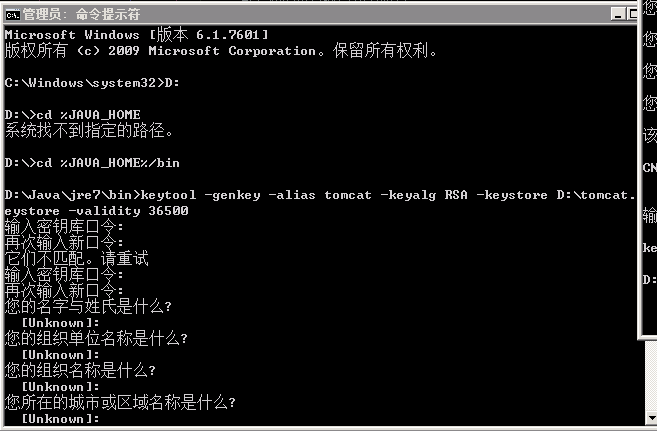 管理员: 命令提示符
Microsoft Windows [版本 6.1.7601]
版权所有 (c) 2009 Microsoft Corporation。保留所有权利。
C:\Windows\system32>D:
D:\>cd %JAVA_HOME
系统找不到指定的路径。
D:\>cd %JAVA_HOME%/bin
D:\Java\jre7\bin>keytool -genkey -alias tomcat -keyalg RSA -keystore D:\tomcat.
eystore -validity 36500
输入密钥库口令:
再次输入新口令:
它们不匹配。请重试
输入密钥库口令:
再次输入新口令:
您的名字与姓氏是什么?
[Unknown]:
您的组织单位名称是什么?
[Unknown]:
您的组织名称是什么?
[Unknown]:
您所在的城市或区域名称是什么?
[Unknown]:
您
您
您
您
该
CN
输
ke
D: